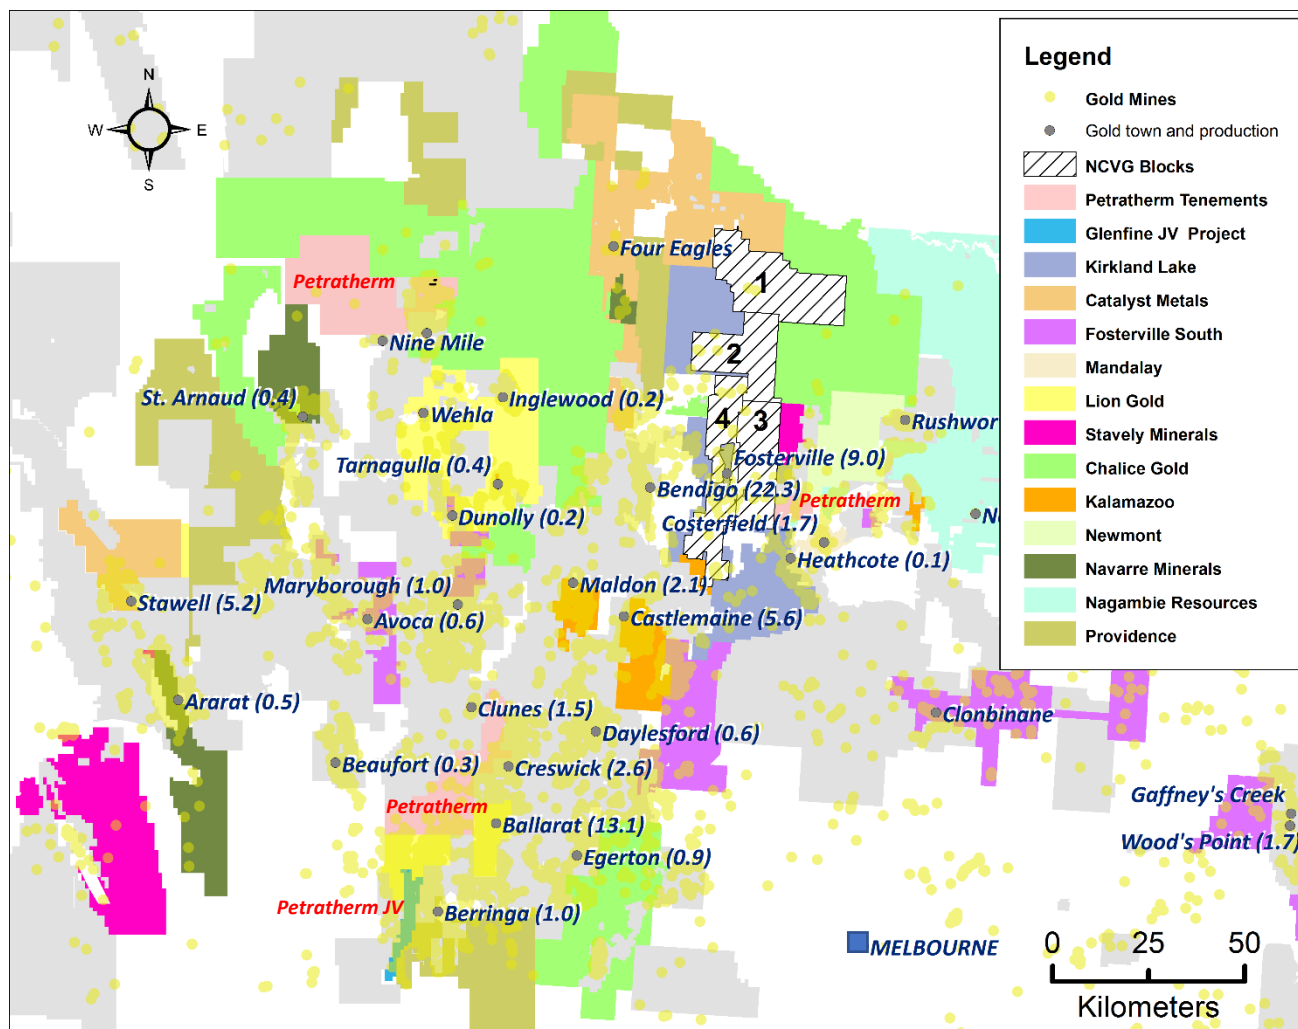 N
W E
S
Four Eagles
Petratherm
1
Nine Mile
2
St. Arnaud (0.4)
Inglewood (0.2)
Wehla
4 3
Rushwor
Tarnagulla (0.4)
Fosterville (9.0)
Bendigo (22.3)
Petratherm
Dunolly (0.2)
Costerfield (1.7)
Heathcote (0.1)
Maryborough (1.0)
Maldon (2.1)
Stawell (5.2)
Avoca (0.6)
Castlemaine (5.6)
Ararat (0.5)
Clunes (1.5)
Clonbinane
Daylesford (0.6)
Beaufort (0.3)
Creswick (2.6)
Gaffney's Creek
Petratherm
Ballarat (13.1)
Wood's Point (1.7)
Egerton (0.9)
Petratherm JV
Berringa (1.0)
MELBOURNE
0 25 50
Kilometers
Legend
Gold Mines
Gold town and production
NCVG Blocks
Petratherm Tenements
Glenfine JV Project
Kirkland Lake
Catalyst Metals
Fosterville South
Mandalay
Lion Gold
Stavely Minerals
Chalice Gold
Kalamazoo
Newmont
Navarre Minerals
Nagambie Resources
Providence